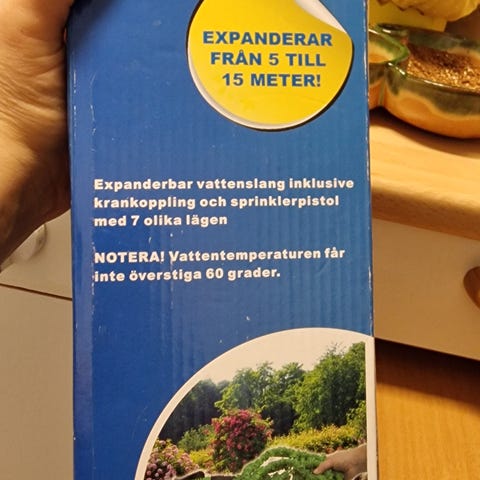 EXPANDERAR
FRÅN 5 TILL
15 METER!
Expanderbar vattenslang inklusive
krankoppling och sprinklerpistol
med 7 olika lägen
NOTERA! Vattentemperaturen får
inte överstiga 60 grader.